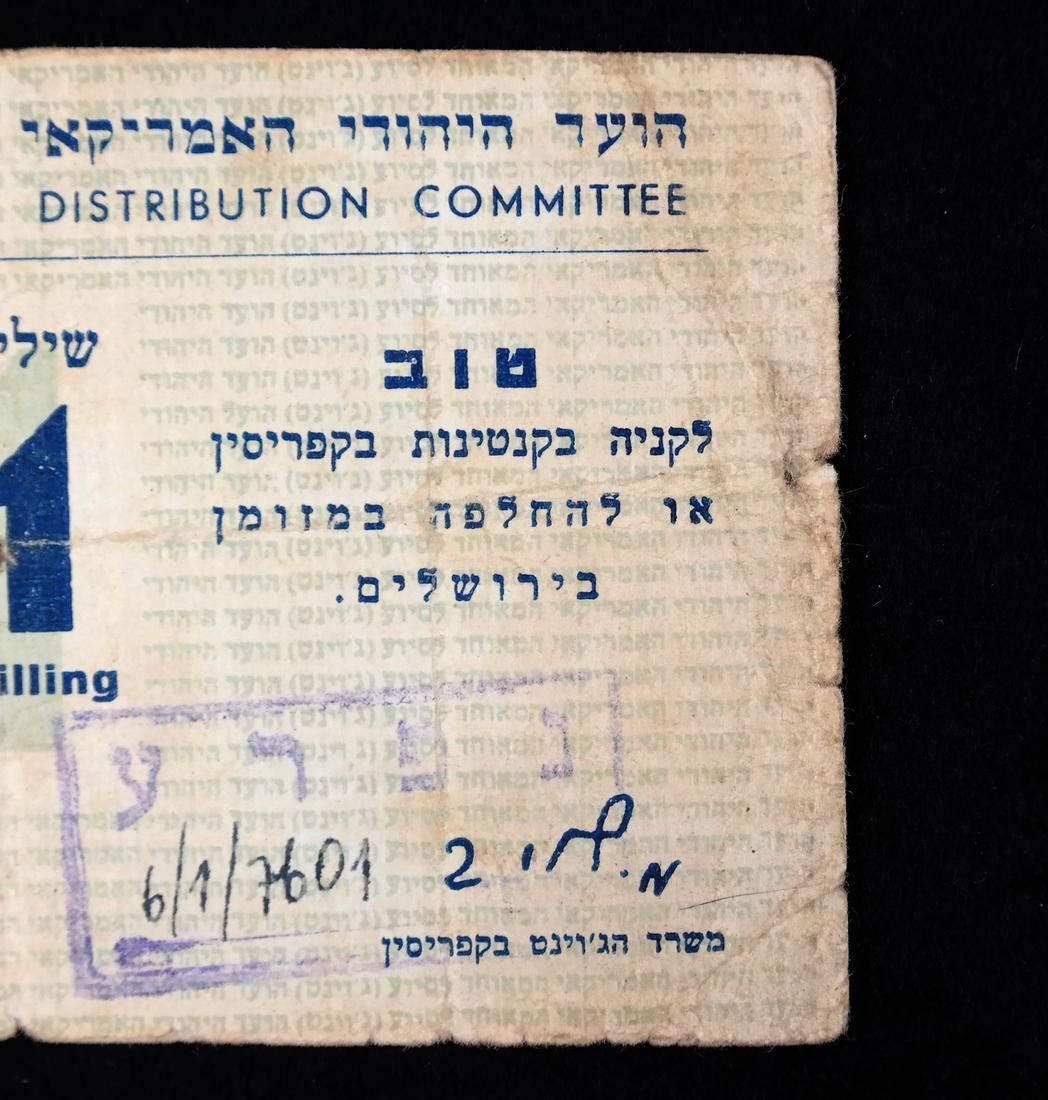 הועד היהודי האמריקאי
DISTRIBUTION COMMITTEE
שילי
טוב
לקניה בקנטינות בקפריסין
או להחלפה במזומן
בירושלים.
1
illing
נפרע
6/1/7601
משרד הג'וינט בקפריסין